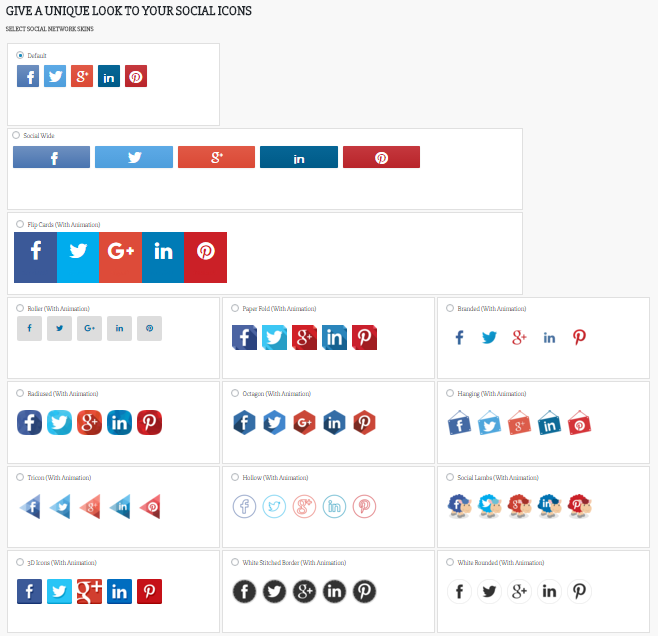 GIVE A UNIQUE LOOK TO YOUR SOCIAL ICONS
SELECT SOCIAL NETWORK SKINS
Default
Social Wide
Flip Cards (With Animation)
Roller (With Animation)
Paper Fold (With Animation)
Branded (With Animation)
Radiused (With Animation)
Octagon (With Animation)
Hanging (With Animation)
Tricon (With Animation)
Hollow (With Animation)
Social Lambs (With Animation)
3D Icons (With Animation)
White Stitched Border (With Animation)
White Rounded (With Animation)